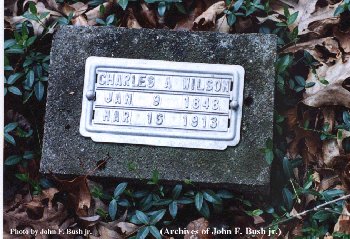 CHARLES A WILSON
JAN 9 1848
MAR 16 1913
Photo by John F. Bush jr.
(Archives of John F. Bush jr.)